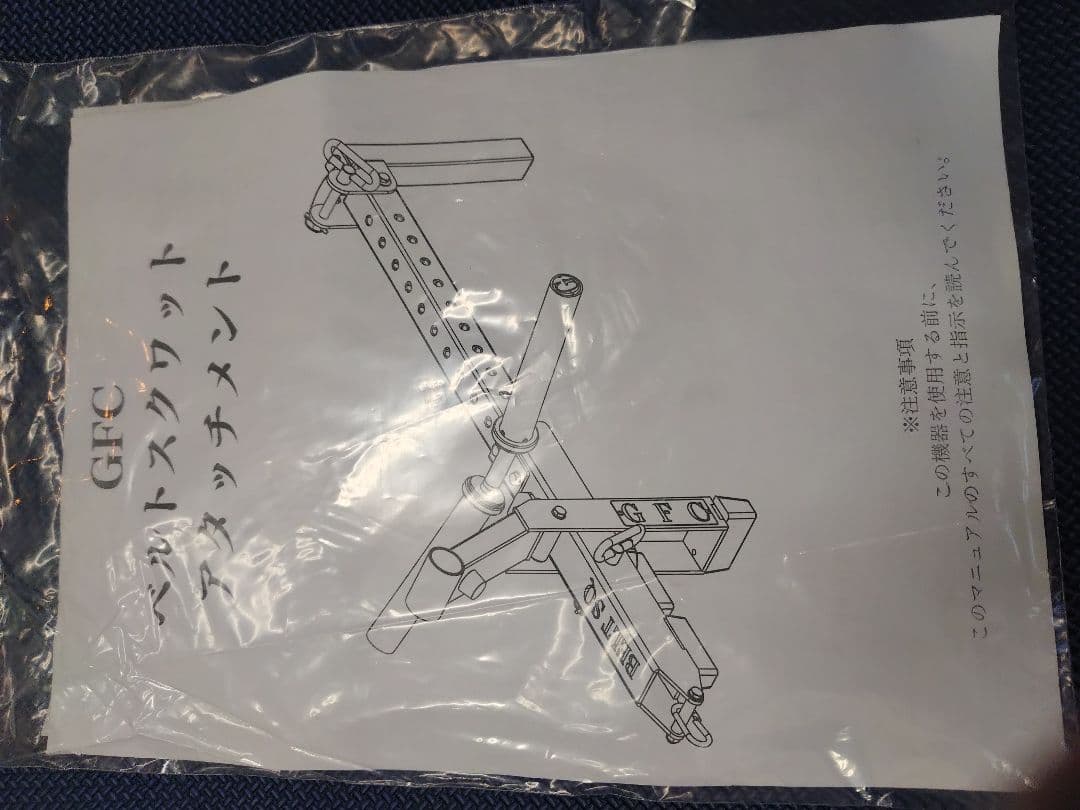 GFC
ベルトスクワット
アタッチメント
GFC
BELT SQ
※注意事項
この機器を使用する前に、
このマニュアルのすべての注意と指示を読んでください。